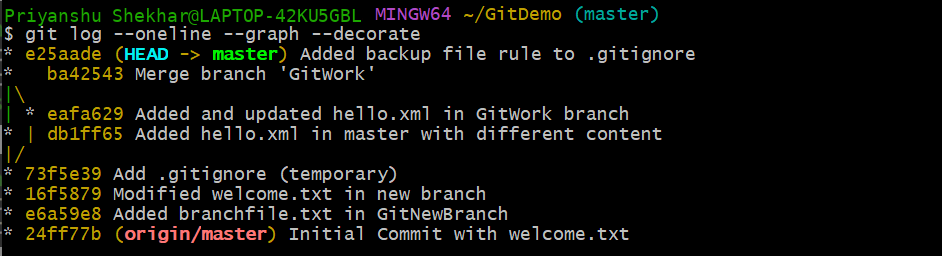 Priyanshu Shekhar@LAPTOP-42KU5GBL MINGW64 ~/GitDemo (master)
$ git log --oneline --graph --decorate
* e25aade (HEAD -> master) Added backup file rule to .gitignore
*   ba42543 Merge branch 'GitWork'
|\
| * eafa629 Added and updated hello.xml in GitWork branch
* | db1ff65 Added hello.xml in master with different content
|/
* 73f5e39 Add .gitignore (temporary)
* 16f5879 Modified welcome.txt in new branch
* e6a59e8 Added branchfile.txt in GitNewBranch
* 24ff77b (origin/master) Initial Commit with welcome.txt